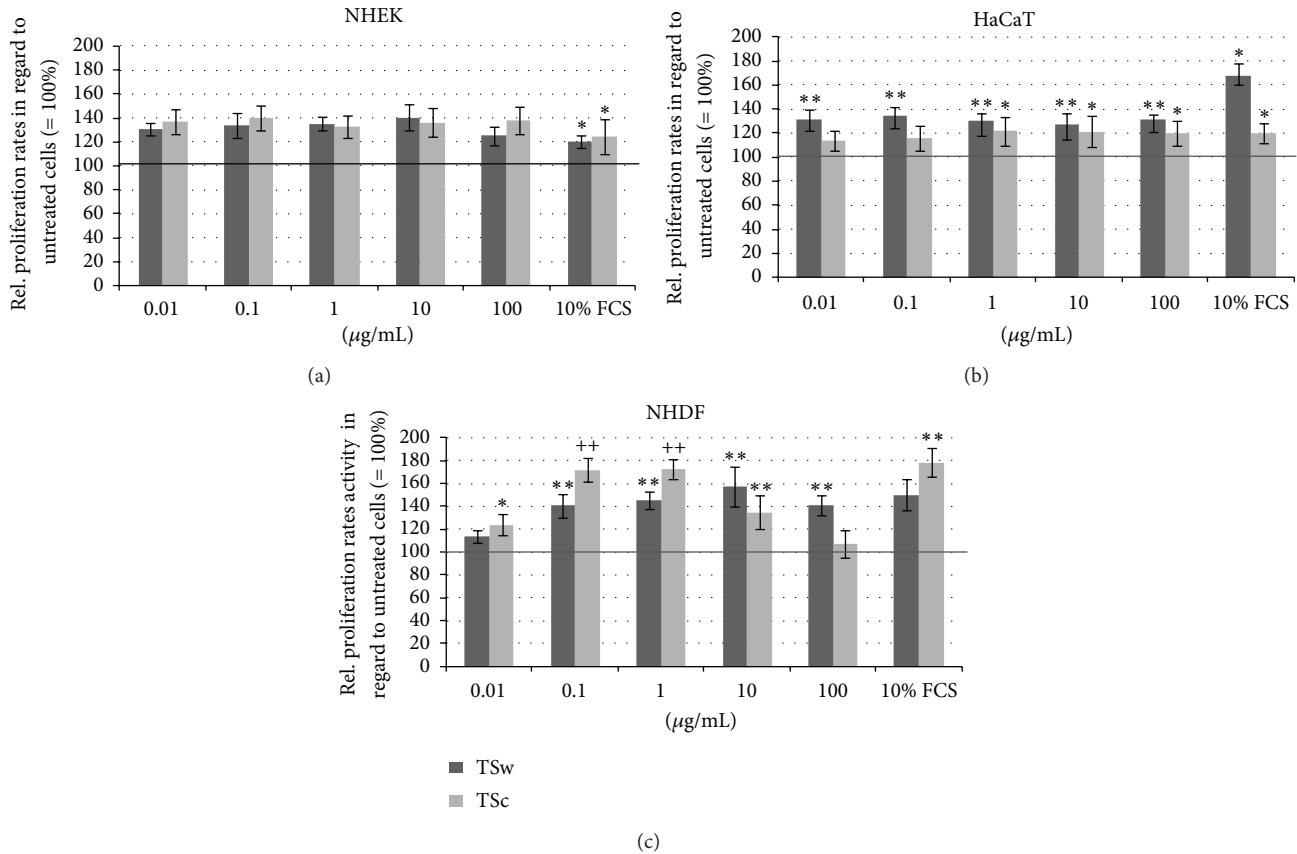 NHEK
Rel. proliferation rates in regard to
untreated cells (= 100%)
200
180
160
140
120
100
80
60
40
20
0
* *
0.01 0.1 1 10 100 10% FCS
(μg/mL)
(a)
HaCaT
Rel. proliferation rates in regard to
untreated cells (= 100%)
200
180
160
140
120
100
80
60
40
20
0
** ** ** * ** * ** * * *
0.01 0.1 1 10 100 10% FCS
(μg/mL)
(b)
NHDF
Rel. proliferation rates activity in
regard to untreated cells (= 100%)
200
180
160
140
120
100
80
60
40
20
0
* ** ++ ** ++ ** ** ** **
0.01 0.1 1 10 100 10% FCS
(μg/mL)
TSw
TSc
(c)